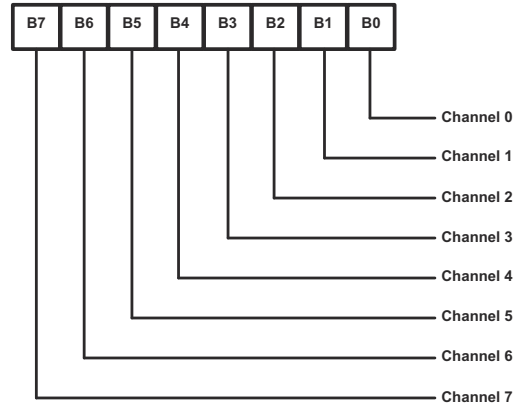 B7 B6 B5 B4 B3 B2 B1 B0
Channel 0
Channel 1
Channel 2
Channel 3
Channel 4
Channel 5
Channel 6
Channel 7